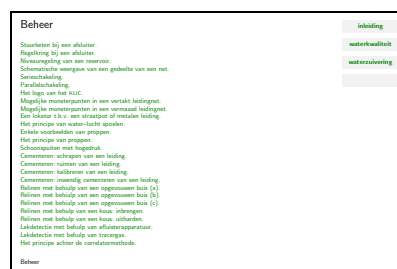 Beheer
Stuurketen bij een afsluiter.
Regelkring bij een afsluiter.
Niveauregeling van een reservoir.
Schematische weergave van een gedeelte van een net.
Serieschakeling.
Parallelschakeling.
Het logo van het KLIC.
Mogelijke monsterpunten in een vertakt leidingnet.
Mogelijke monsterpunten in een vermaasd leidingnet.
Een lokator t.b.v. een straatpot of metalen leiding.
Het principe van water–lucht spoelen.
Enkele voorbeelden van proppen.
Het principe van proppen.
Schoonspuiten met hogedruk.
Cementeren: schrapen van een leiding.
Cementeren: ruimen van een leiding.
Cementeren: kalibreren van een leiding.
Cementeren: inwendig cementeren van een leiding.
Relinen met behulp van een opgevouwen buis (a).
Relinen met behulp van een opgevouwen buis (b).
Relinen met behulp van een opgevouwen buis (c).
Relinen met behulp van een kous: inbrengen.
Relinen met behulp van een kous: uitharden.
Lekdetectie met behulp van afluisterapparatuur.
Lekdetectie met behulp van tracergas.
Het principe achter de correlatormethode.
Beheer
inleiding
waterkwaliteit
waterzuivering